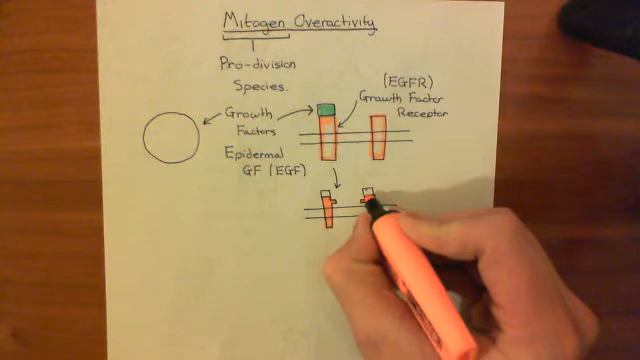 Mitogen Overactivity
Pro-division
Species.
(EGFR)
Growth Factor
Receptor
Growth
Factors
Epidermal
GF (EGF)